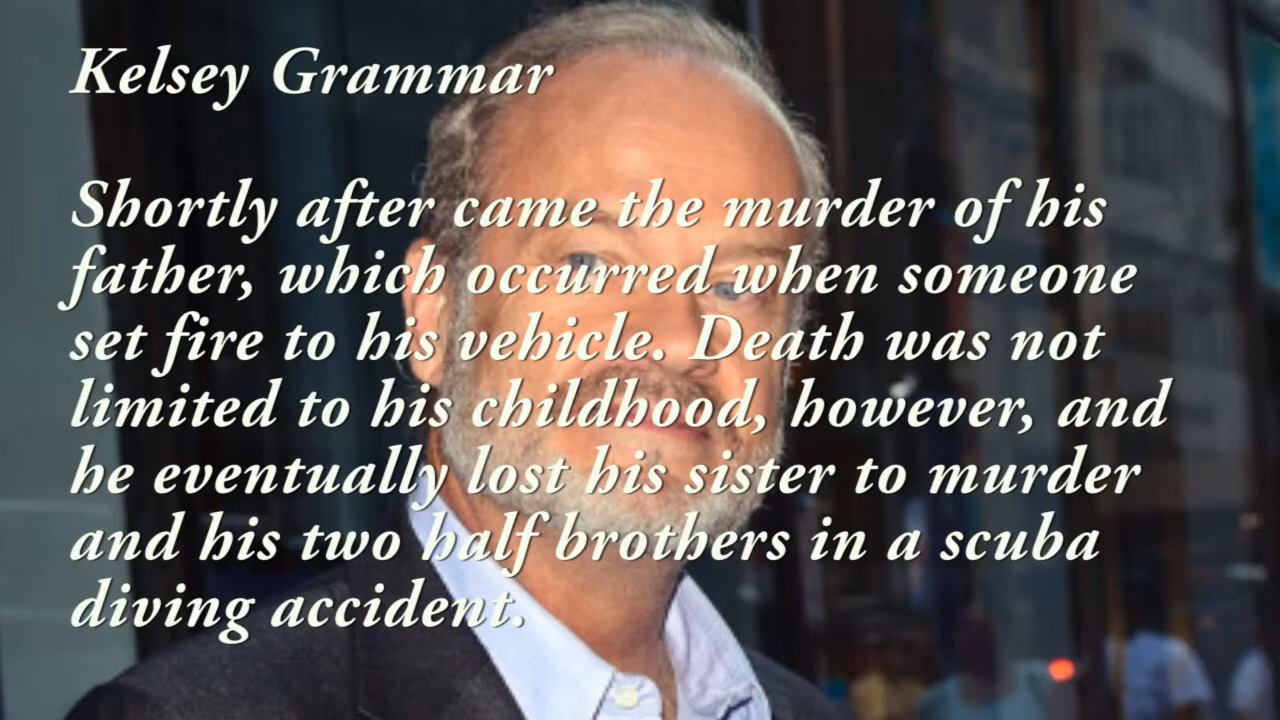 Kelsey Grammar
Shortly after came the murder of his
father, which occurred when someone
set fire to his vehicle. Death was not
limited to his childhood, however, and
he eventually lost his sister to murder
and his two half brothers in a scuba
diving accident.